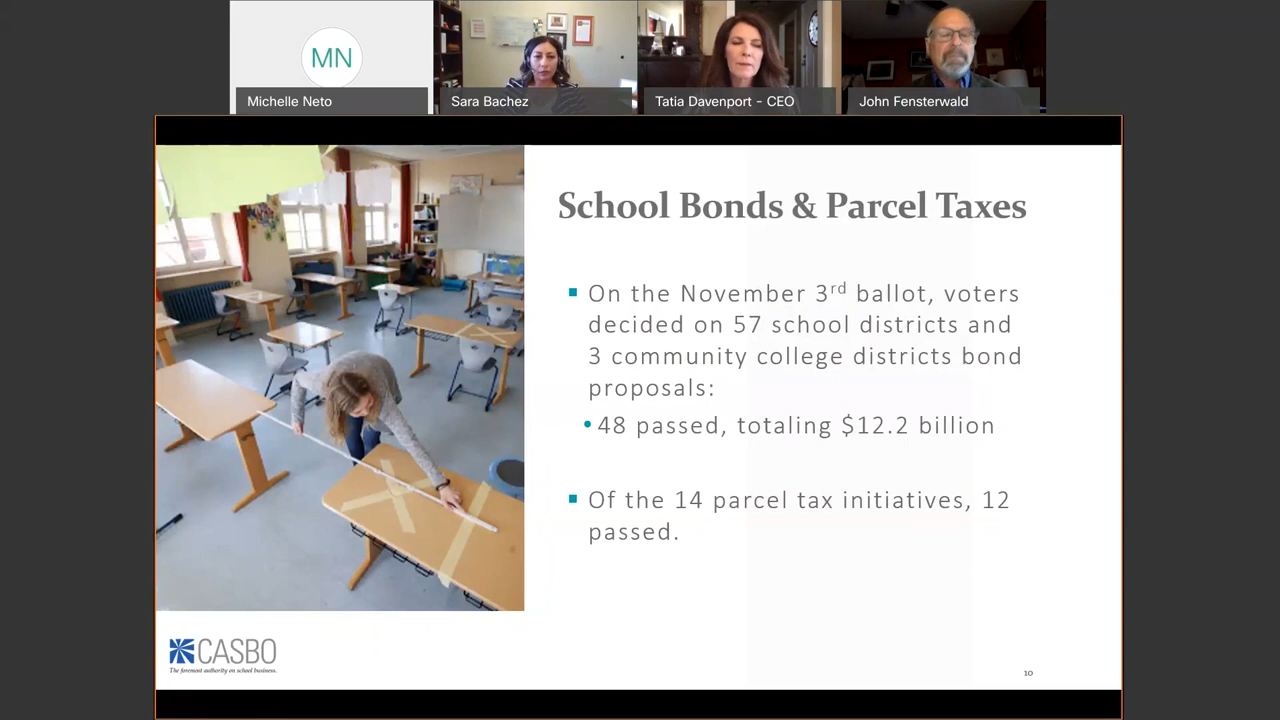 MN
Michelle Neto
Sara Bachez
Tatia Davenport - CEO
John Fensterwald
School Bonds & Parcel Taxes
On the November 3rd ballot, voters
decided on 57 school districts and
3 community college districts bond
proposals:
48 passed, totaling $12.2 billion
Of the 14 parcel tax initiatives, 12
passed.
CASBO
The foremost authority on school business.
10